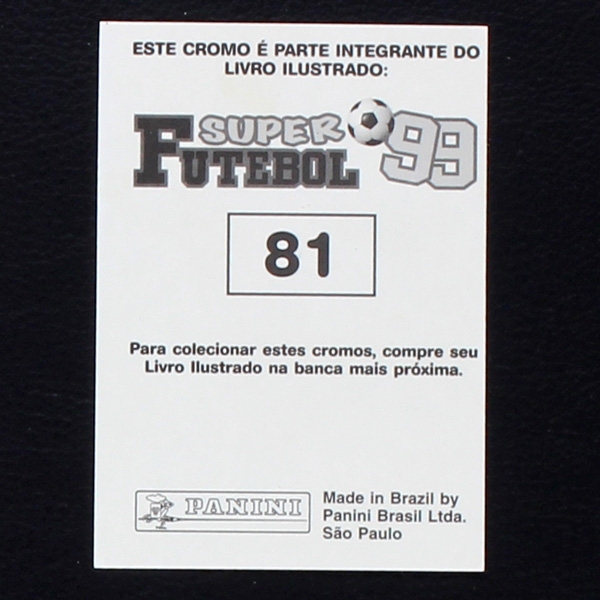 ESTE CROMO É PARTE INTEGRANTE DO
LIVRO ILUSTRADO:
SUPER
FUTEBOL 99
81
Para colecionar estes cromos, compre seu
Livro Ilustrado na banca mais próxima.
PANINI
Made in Brazil by
Panini Brasil Ltda.
São Paulo